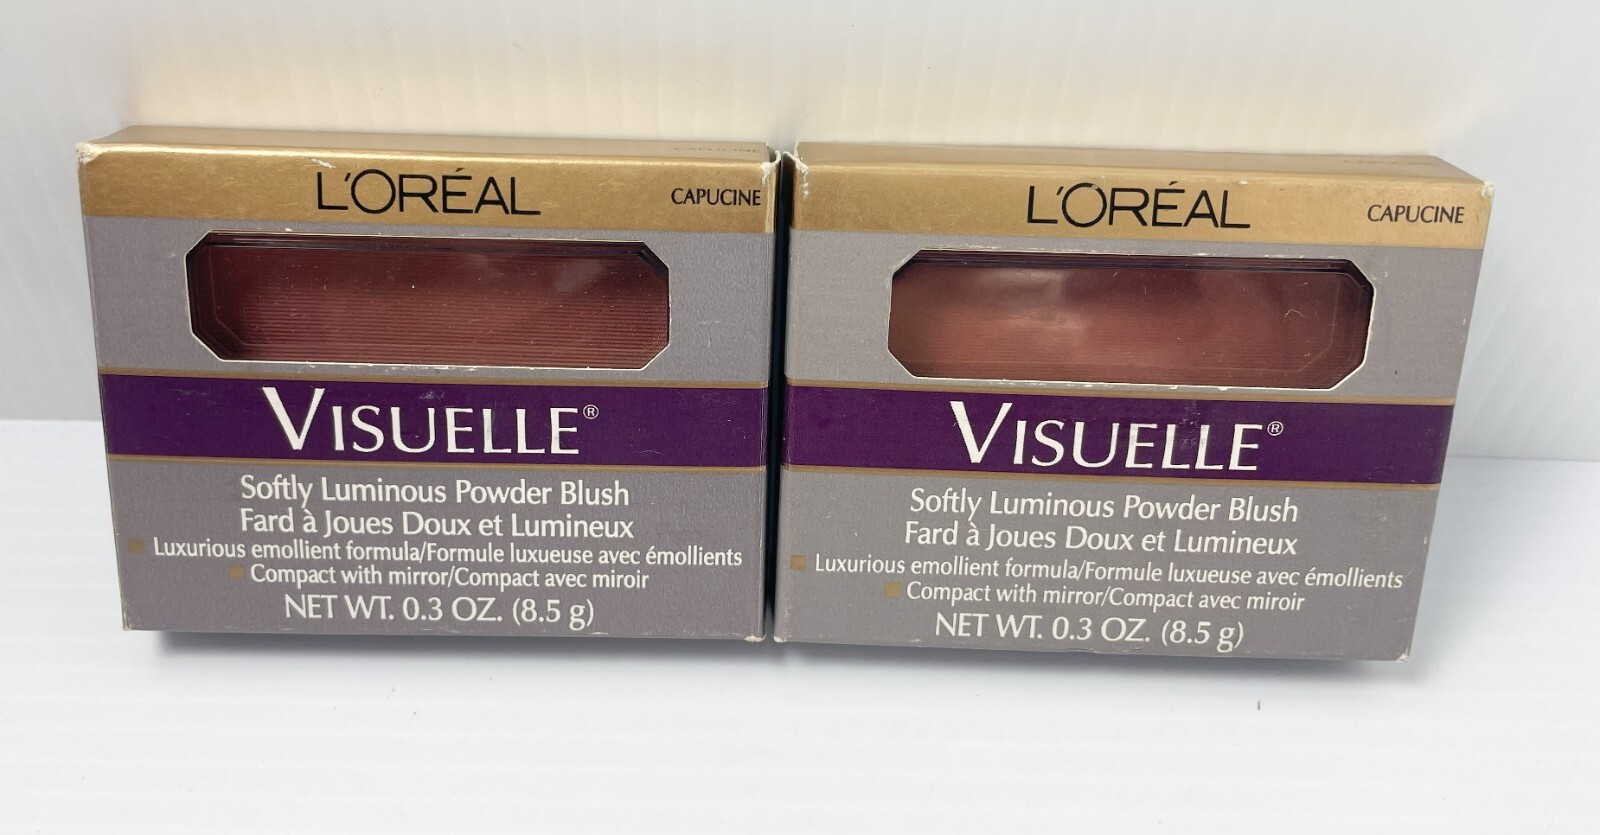 L'ORÉAL
CAPUCINE
VISUELLE®
Softly Luminous Powder Blush
Fard à Joues Doux et Lumineux
Luxurious emollient formula/Formule luxueuse avec émollients
Compact with mirror/Compact avec miroir
NET WT. 0.3 OZ. (8.5 g)
L'ORÉAL
CAPUCINE
VISUELLE®
Softly Luminous Powder Blush
Fard à Joues Doux et Lumineux
Luxurious emollient formula/Formule luxueuse avec émollients
Compact with mirror/Compact avec miroir
NET WT. 0.3 OZ. (8.5 g)